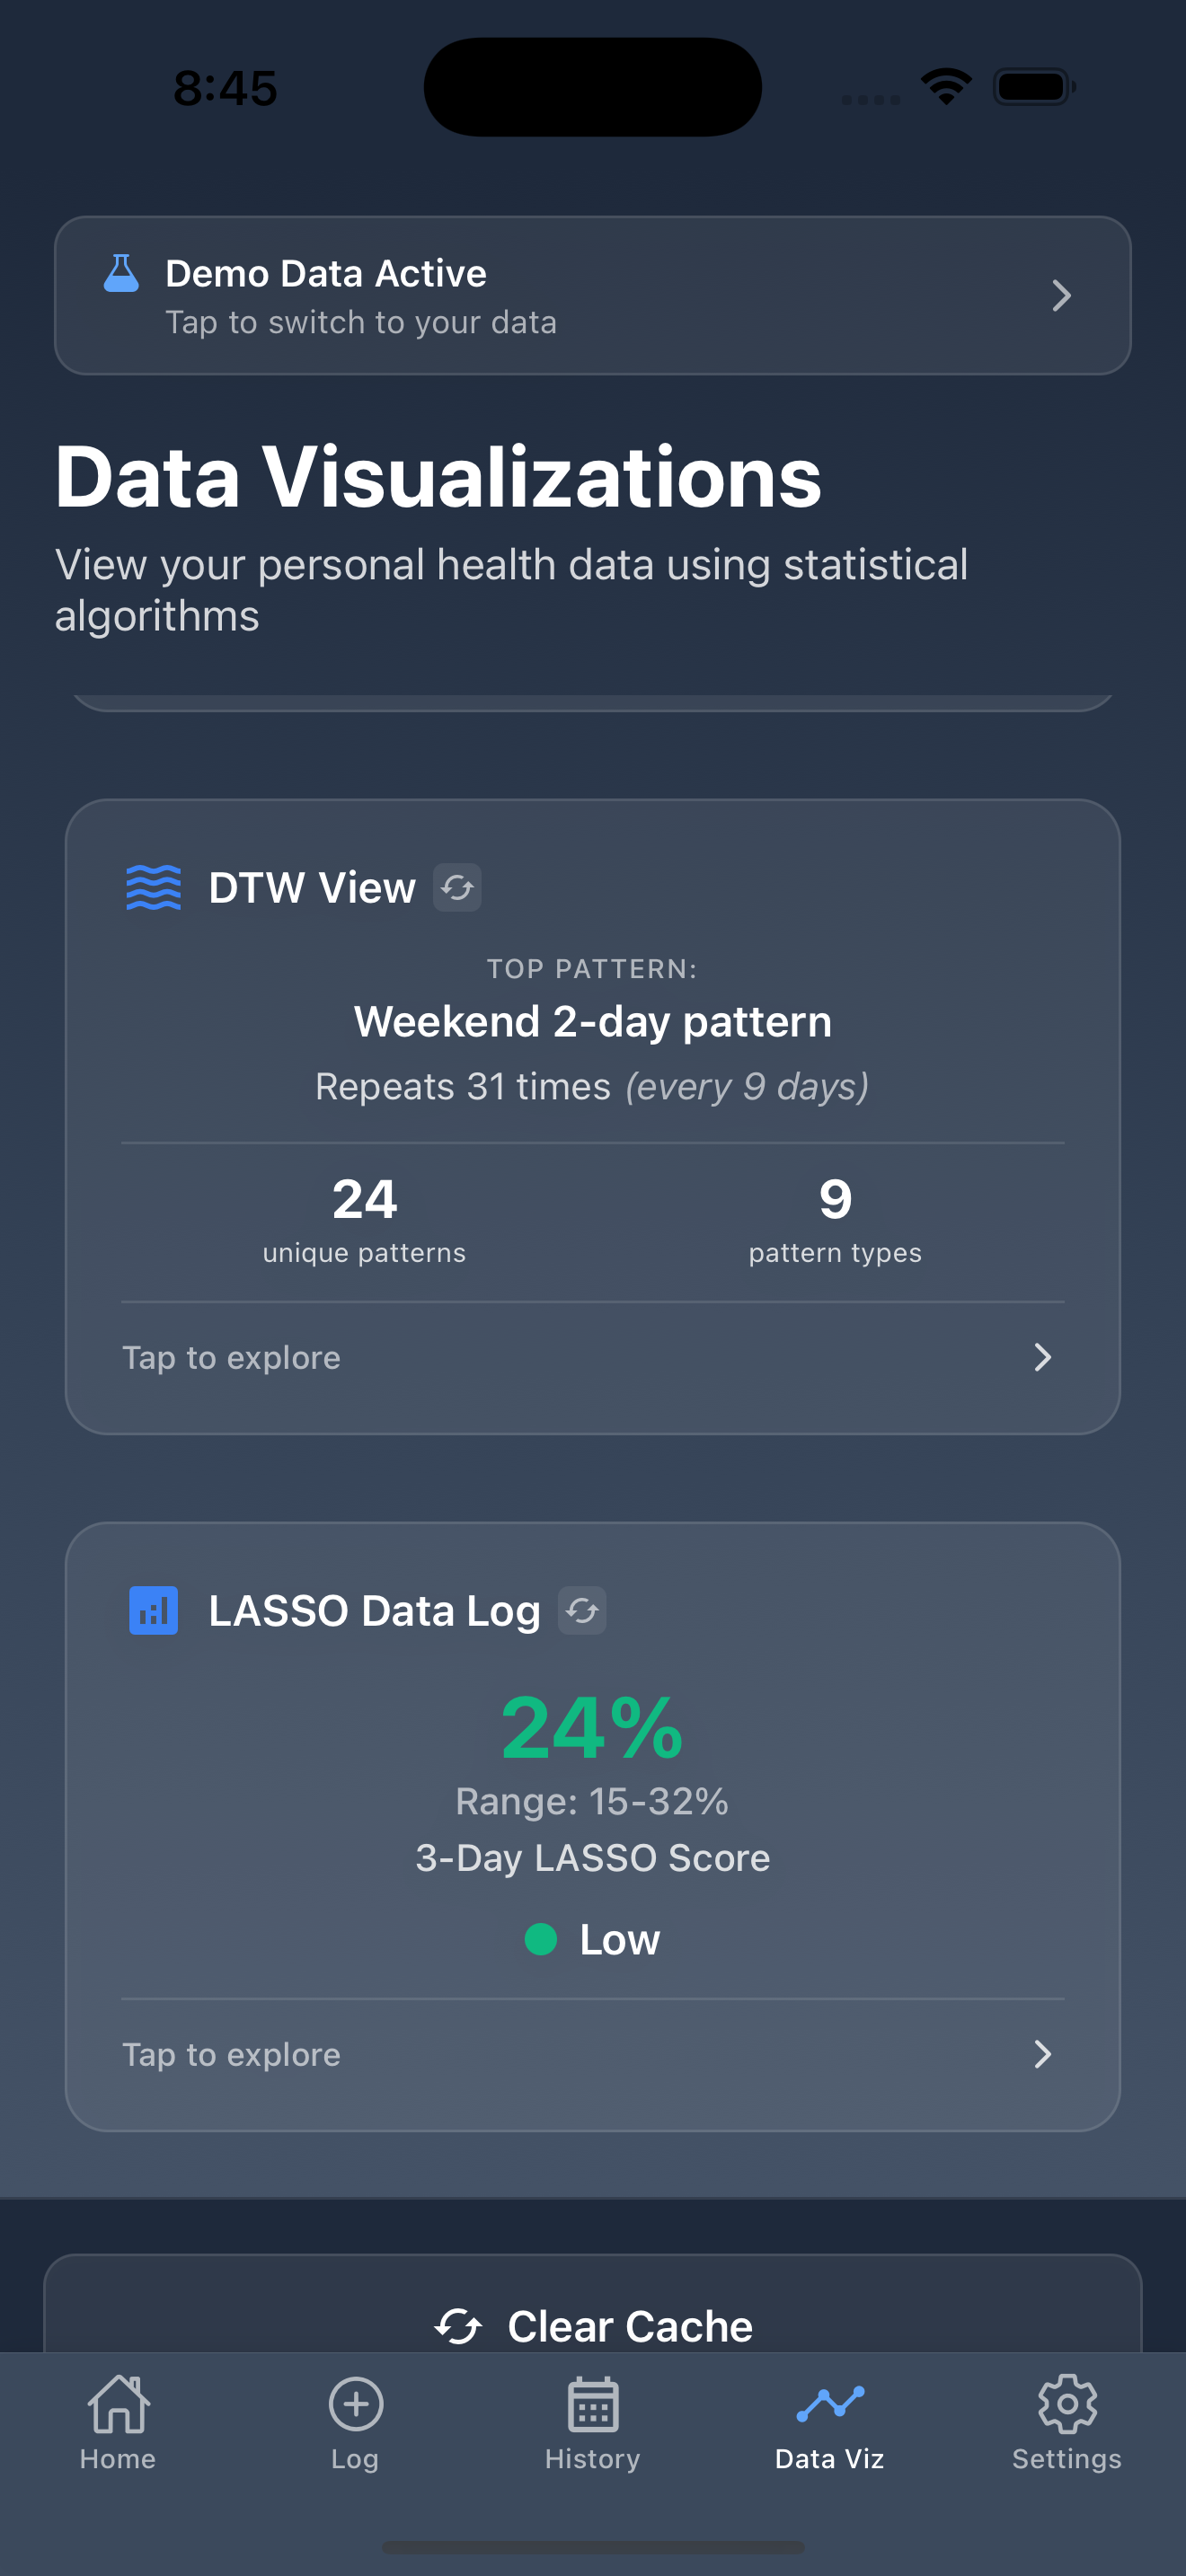 8:45
Demo Data Active
Tap to switch to your data
Data Visualizations
View your personal health data using statistical
algorithms
DTW View
TOP PATTERN:
Weekend 2-day pattern
Repeats 31 times (every 9 days)
24 9
unique patterns pattern types
Tap to explore
LASSO Data Log
24%
Range: 15-32%
3-Day LASSO Score
Low
Tap to explore
Clear Cache
Home Log History Data Viz Settings